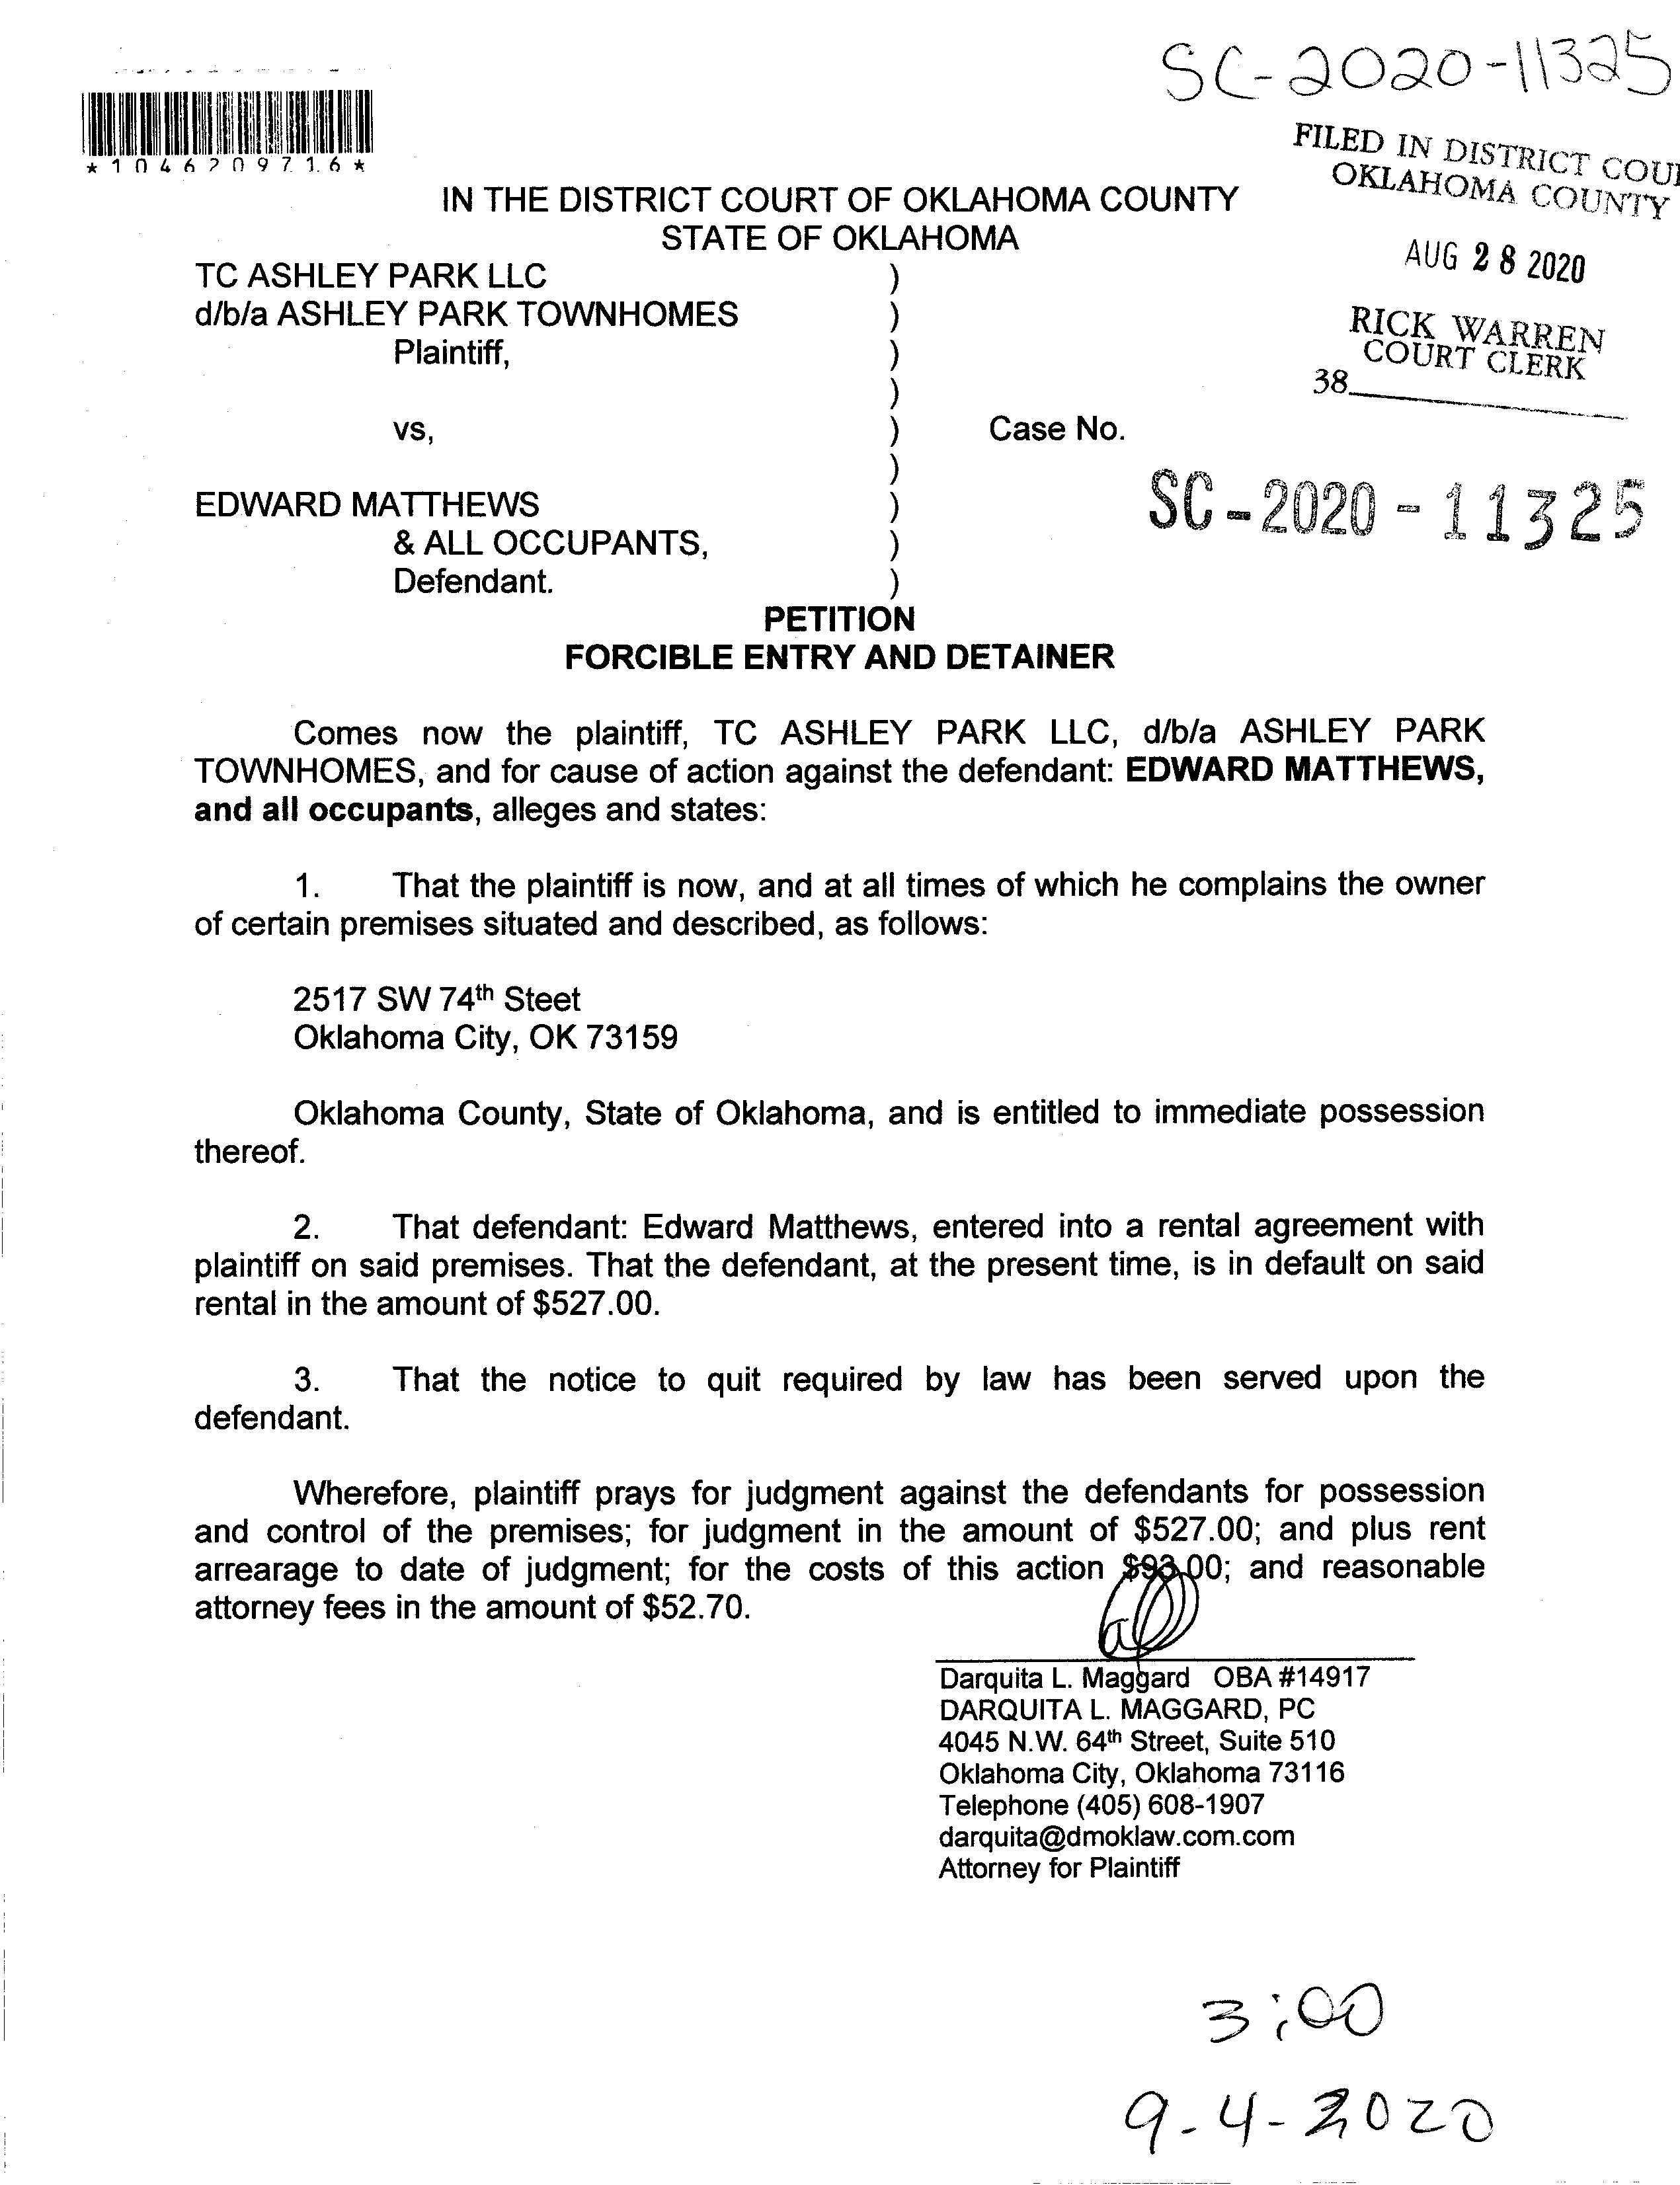 SC-2020-11325
*1046209716*
FILED IN DISTRICT COU
OKLAHOMA COUNTY
AUG 28 2020
RICK WARREN
COURT CLERK
38
IN THE DISTRICT COURT OF OKLAHOMA COUNTY
STATE OF OKLAHOMA
TC ASHLEY PARK LLC )
d/b/a ASHLEY PARK TOWNHOMES )
Plaintiff, )
)
vs, ) Case No.
)
SC-2020-11325
EDWARD MATTHEWS )
& ALL OCCUPANTS, )
Defendant. )
PETITION
FORCIBLE ENTRY AND DETAINER
Comes now the plaintiff, TC ASHLEY PARK LLC, d/b/a ASHLEY PARK
TOWNHOMES, and for cause of action against the defendant: EDWARD MATTHEWS,
and all occupants, alleges and states:
1. That the plaintiff is now, and at all times of which he complains the owner
of certain premises situated and described, as follows:
2517 SW 74th Steet
Oklahoma City, OK 73159
Oklahoma County, State of Oklahoma, and is entitled to immediate possession
thereof.
2. That defendant: Edward Matthews, entered into a rental agreement with
plaintiff on said premises. That the defendant, at the present time, is in default on said
rental in the amount of $527.00.
3. That the notice to quit required by law has been served upon the
defendant.
Wherefore, plaintiff prays for judgment against the defendants for possession
and control of the premises; for judgment in the amount of $527.00; and plus rent
arrearage to date of judgment; for the costs of this action $93.00; and reasonable
attorney fees in the amount of $52.70.
Darquita L. Maggard OBA #14917
DARQUITA L. MAGGARD, PC
4045 N.W. 64th Street, Suite 510
Oklahoma City, Oklahoma 73116
Telephone (405) 608-1907
darquita@dmoklaw.com.com
Attorney for Plaintiff
3:00
9-4-2020